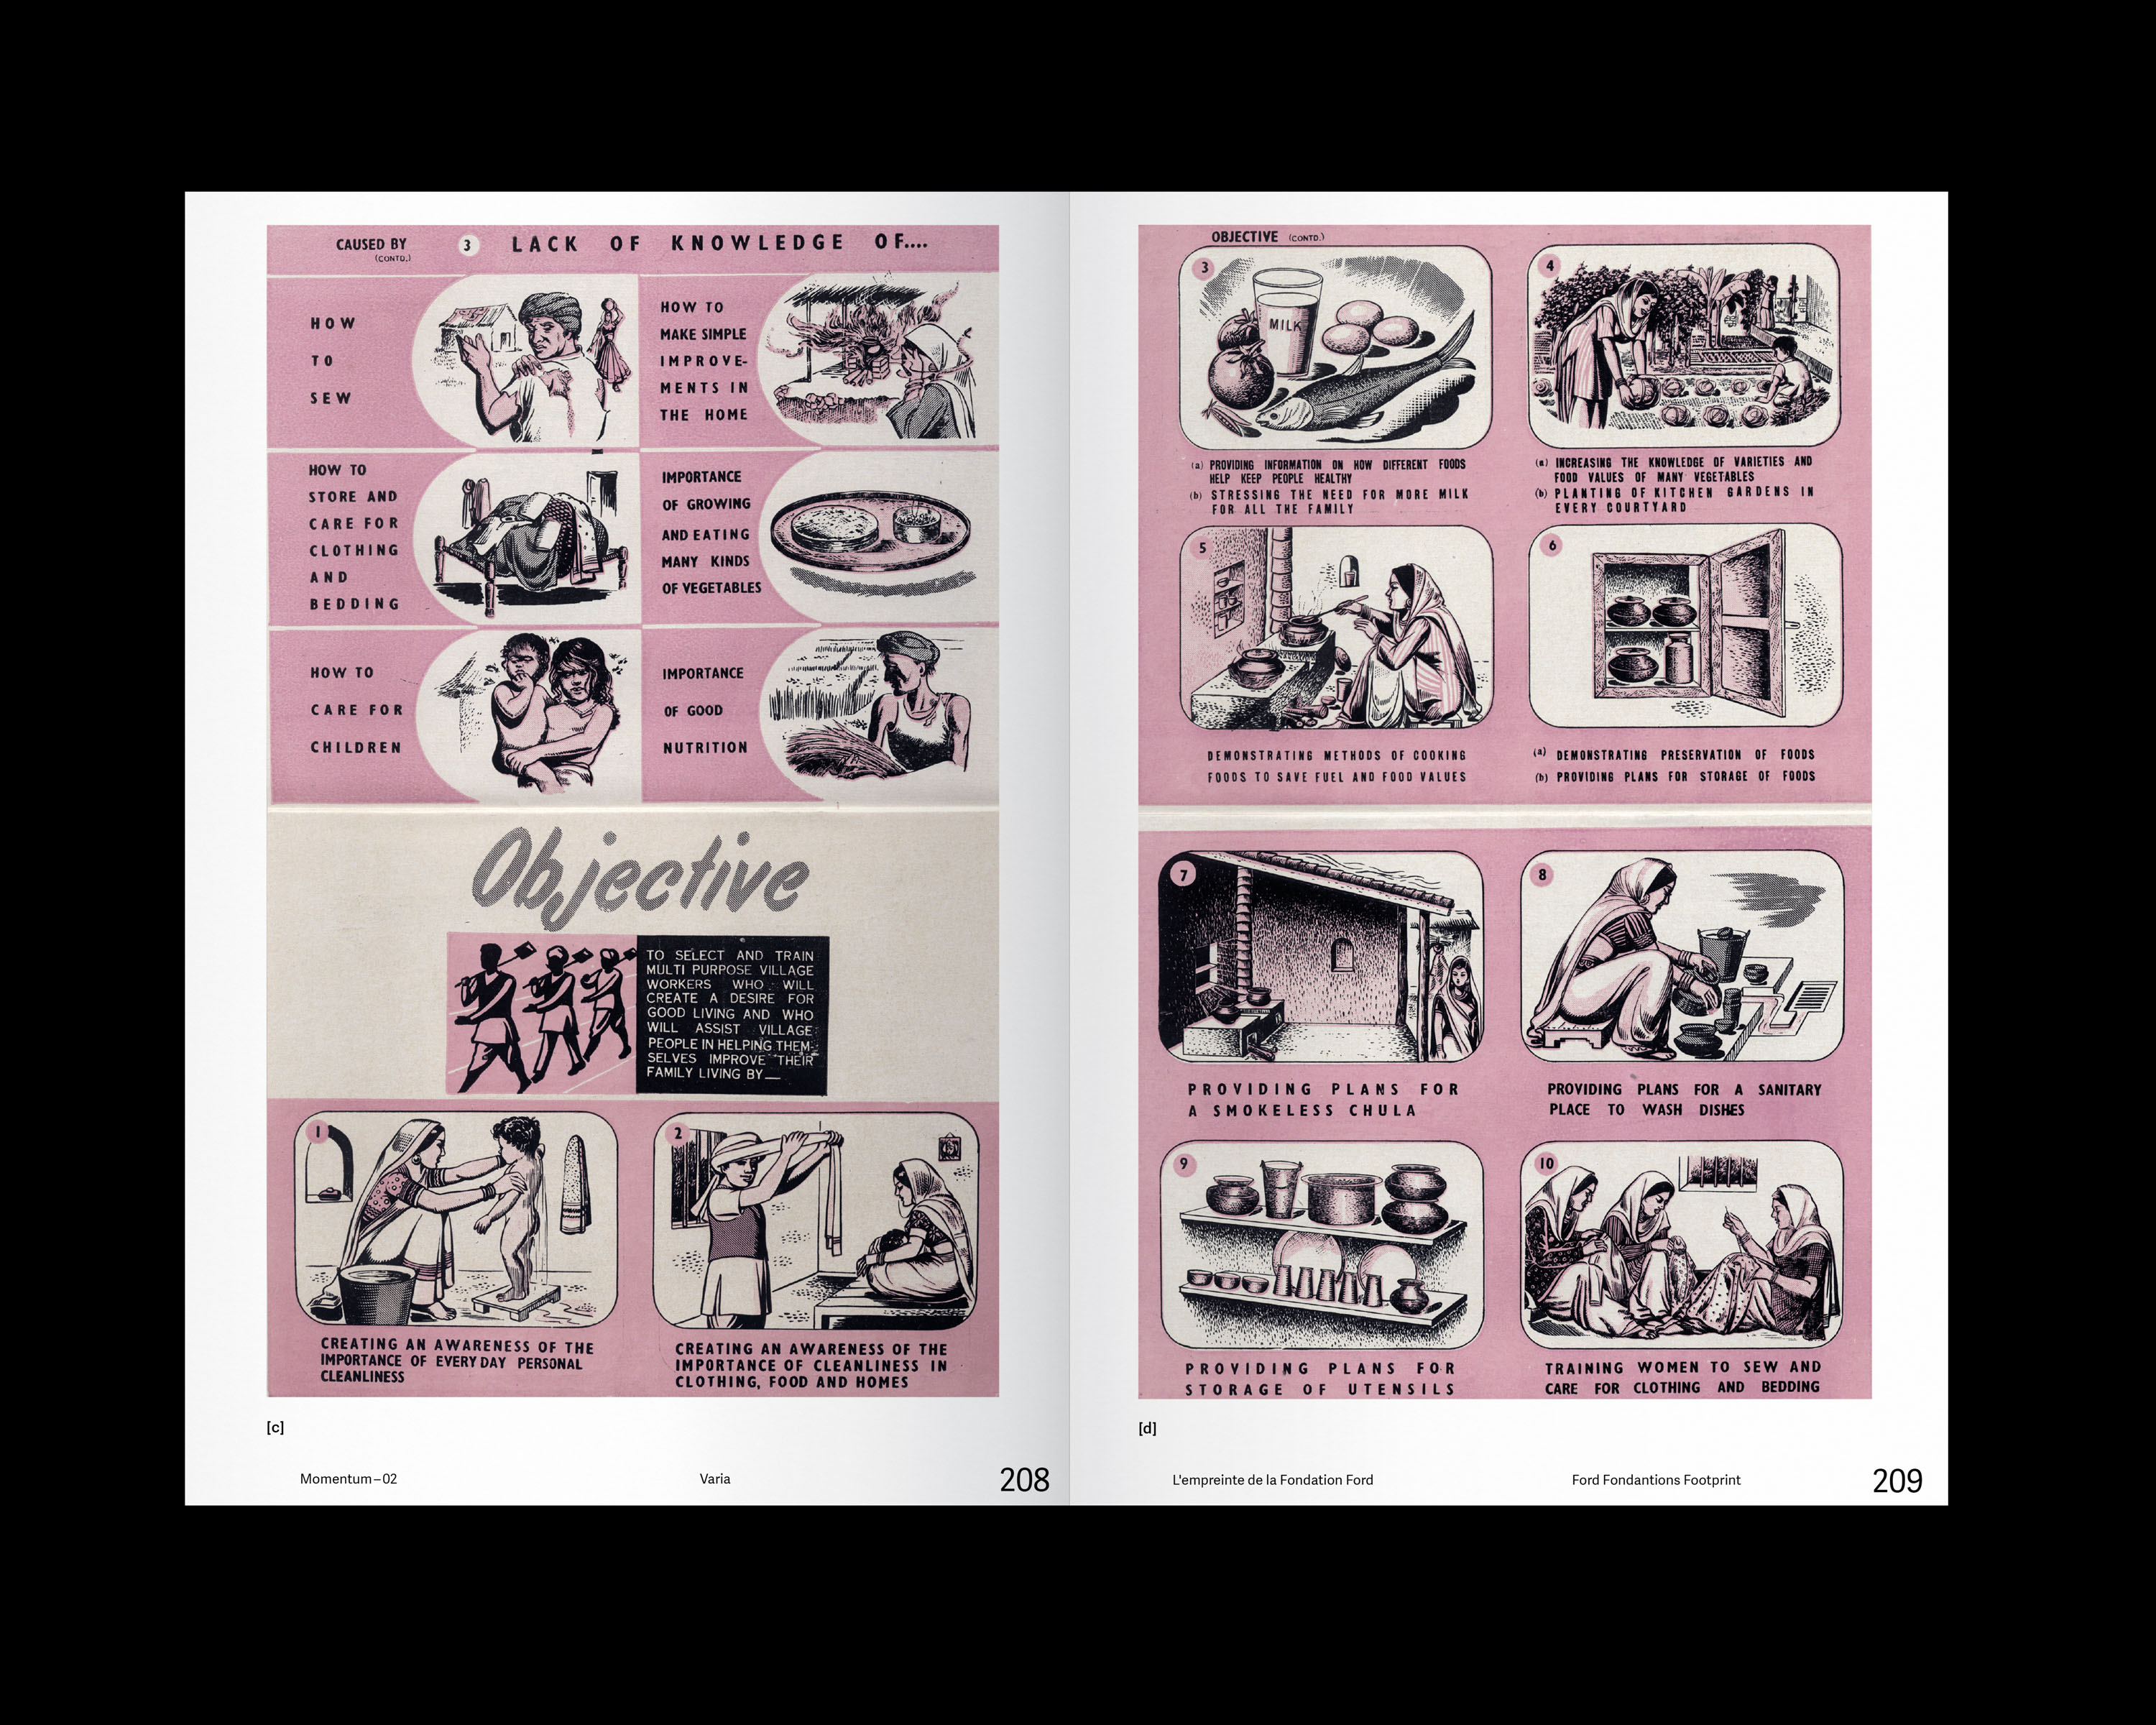 CAUSED BY
(CONTD.)
3
LACK OF KNOWLEDGE OF....
HOW
TO
SEW
HOW TO
MAKE SIMPLE
IMPROVE-
MENTS IN
THE HOME
HOW TO
STORE AND
CARE FOR
CLOTHING
AND
BEDDING
IMPORTANCE
OF GROWING
AND EATING
MANY KINDS
OF VEGETABLES
HOW TO
CARE FOR
CHILDREN
IMPORTANCE
OF GOOD
NUTRITION
Objective
TO SELECT AND TRAIN
MULTI PURPOSE VILLAGE
WORKERS WHO WILL
CREATE A DESIRE FOR
GOOD LIVING AND WHO
WILL ASSIST VILLAGE
PEOPLE IN HELPING THEM-
SELVES IMPROVE THEIR
FAMILY LIVING BY—
1
CREATING AN AWARENESS OF THE
IMPORTANCE OF EVERY DAY PERSONAL
CLEANLINESS
2
CREATING AN AWARENESS OF THE
IMPORTANCE OF CLEANLINESS IN
CLOTHING, FOOD AND HOMES
[c]
Momentum–02
Varia
208
OBJECTIVE (CONTD.)
3
MILK
(a) PROVIDING INFORMATION ON HOW DIFFERENT FOODS
HELP KEEP PEOPLE HEALTHY
(b) STRESSING THE NEED FOR MORE MILK
FOR ALL THE FAMILY
4
(a) INCREASING THE KNOWLEDGE OF VARIETIES AND
FOOD VALUES OF MANY VEGETABLES
(b) PLANTING OF KITCHEN GARDENS IN
EVERY COURTYARD
5
DEMONSTRATING METHODS OF COOKING
FOODS TO SAVE FUEL AND FOOD VALUES
6
(a) DEMONSTRATING PRESERVATION OF FOODS
(b) PROVIDING PLANS FOR STORAGE OF FOODS
7
PROVIDING PLANS FOR
A SMOKELESS CHULA
8
PROVIDING PLANS FOR A SANITARY
PLACE TO WASH DISHES
9
PROVIDING PLANS FOR
STORAGE OF UTENSILS
10
TRAINING WOMEN TO SEW AND
CARE FOR CLOTHING AND BEDDING
[d]
L'empreinte de la Fondation Ford
Ford Fondantions Footprint
209